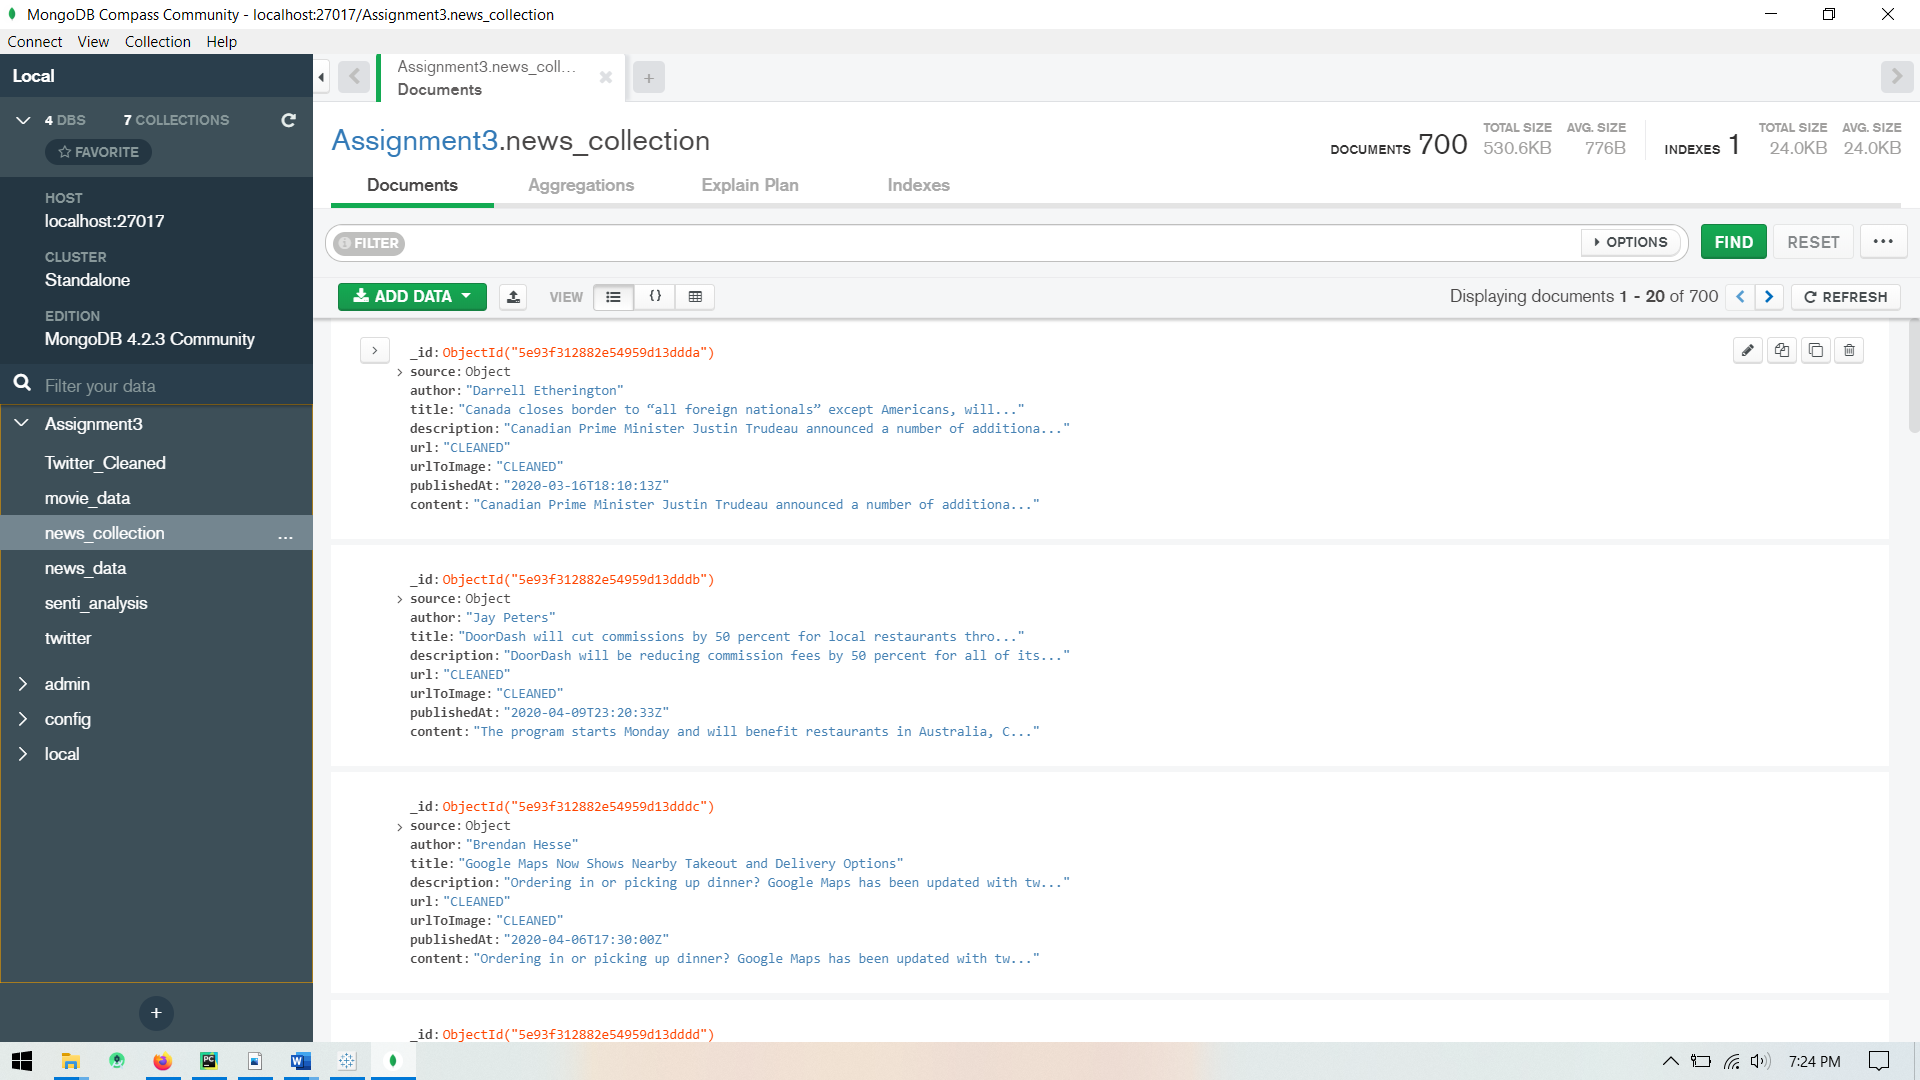 MongoDB Compass Community - localhost:27017/Assignment3.news_collection
Connect View Collection Help
Local
4 DBS 7 COLLECTIONS
FAVORITE
HOST
localhost:27017
CLUSTER
Standalone
EDITION
MongoDB 4.2.3 Community
Filter your data
Assignment3
Twitter_Cleaned
movie_data
news_collection ...
news_data
senti_analysis
twitter
admin
config
local
+
Assignment3.news_coll...
Documents
+
Assignment3.news_collection
DOCUMENTS 700 TOTAL SIZE 530.6KB AVG. SIZE 776B INDEXES 1 TOTAL SIZE 24.0KB AVG. SIZE 24.0KB
Documents Aggregations Explain Plan Indexes
FILTER OPTIONS FIND RESET ...
ADD DATA VIEW {} Displaying documents 1 - 20 of 700 REFRESH
_id: ObjectId("5e93f312882e54959d13ddda")
source: Object
author: "Darrell Etherington"
title: "Canada closes border to “all foreign nationals” except Americans, will..."
description: "Canadian Prime Minister Justin Trudeau announced a number of additiona..."
url: "CLEANED"
urlToImage: "CLEANED"
publishedAt: "2020-03-16T18:10:13Z"
content: "Canadian Prime Minister Justin Trudeau announced a number of additiona..."
_id: ObjectId("5e93f312882e54959d13dddb")
source: Object
author: "Jay Peters"
title: "DoorDash will cut commissions by 50 percent for local restaurants thro..."
description: "DoorDash will be reducing commission fees by 50 percent for all of its..."
url: "CLEANED"
urlToImage: "CLEANED"
publishedAt: "2020-04-09T23:20:33Z"
content: "The program starts Monday and will benefit restaurants in Australia, C..."
_id: ObjectId("5e93f312882e54959d13dddc")
source: Object
author: "Brendan Hesse"
title: "Google Maps Now Shows Nearby Takeout and Delivery Options"
description: "Ordering in or picking up dinner? Google Maps has been updated with tw..."
url: "CLEANED"
urlToImage: "CLEANED"
publishedAt: "2020-04-06T17:30:00Z"
content: "Ordering in or picking up dinner? Google Maps has been updated with tw..."
_id: ObjectId("5e93f312882e54959d13dddd")
7:24 PM